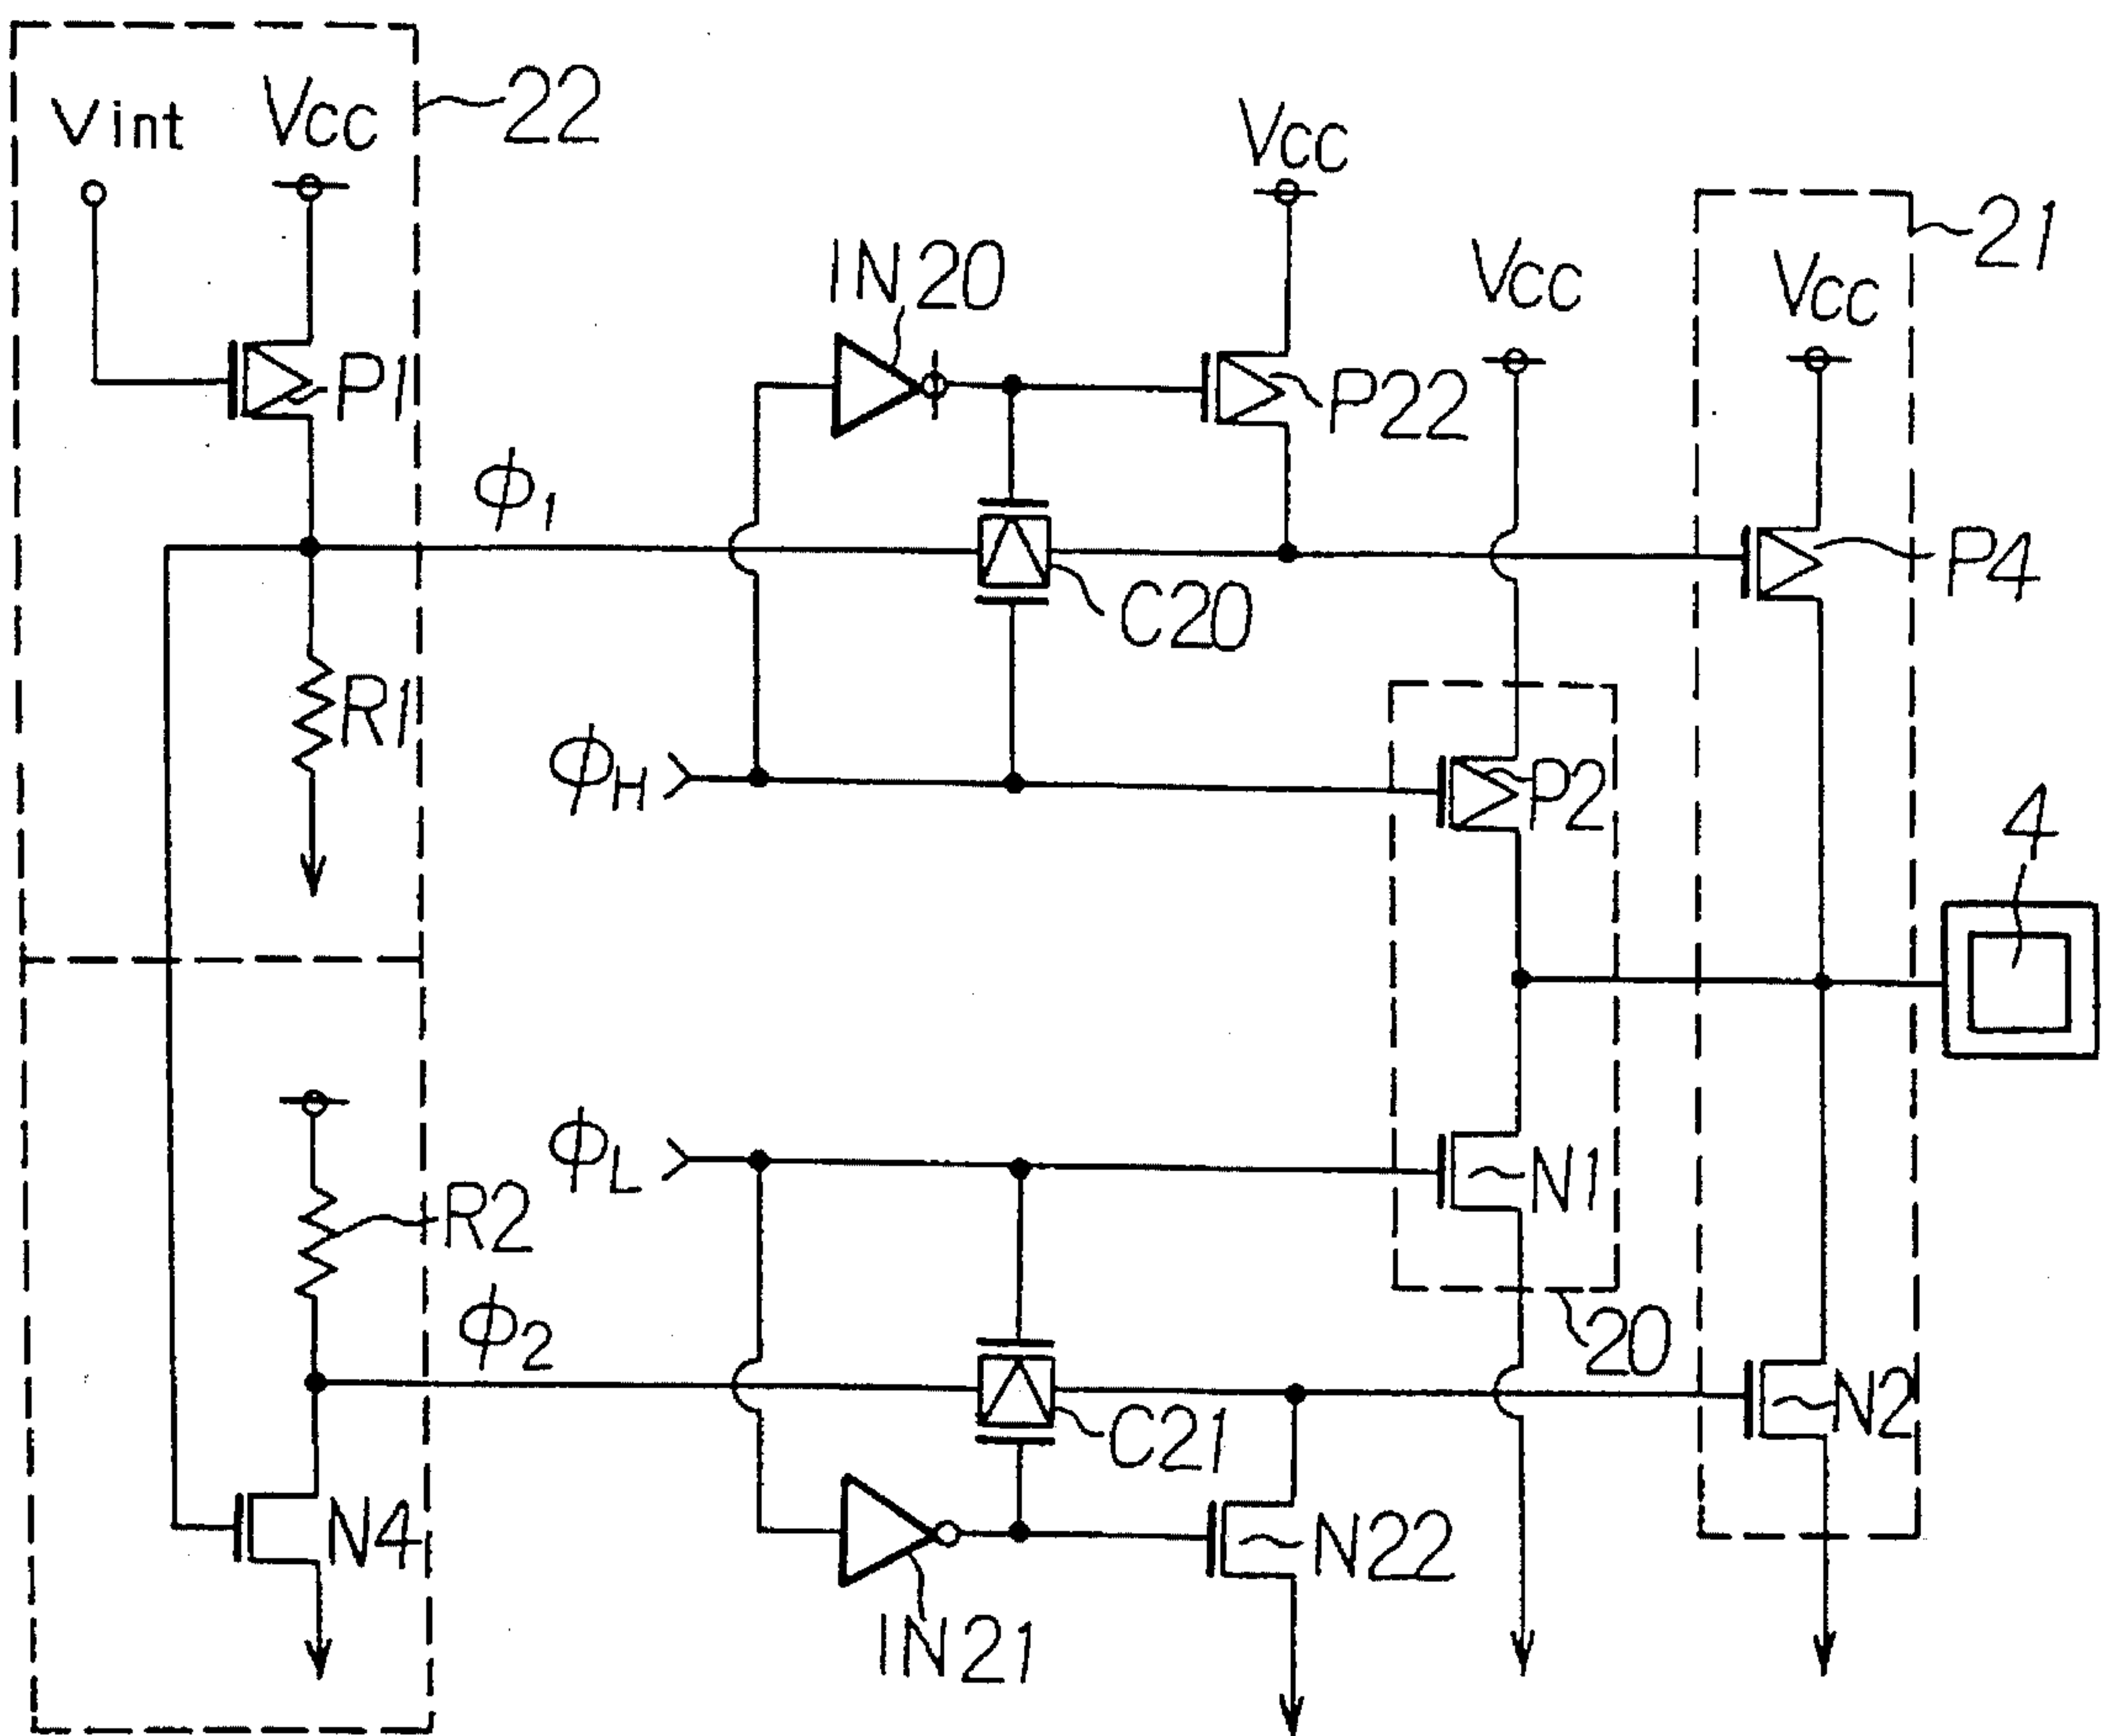 Vint
Vcc
22
Vcc
21
IN20
Vcc
Vcc
P1
P22
ϕ1
P4
C20
R1
ϕH
P2
4
ϕL
N1
R2
ϕ2
20
N2
C21
N4
N22
IN21